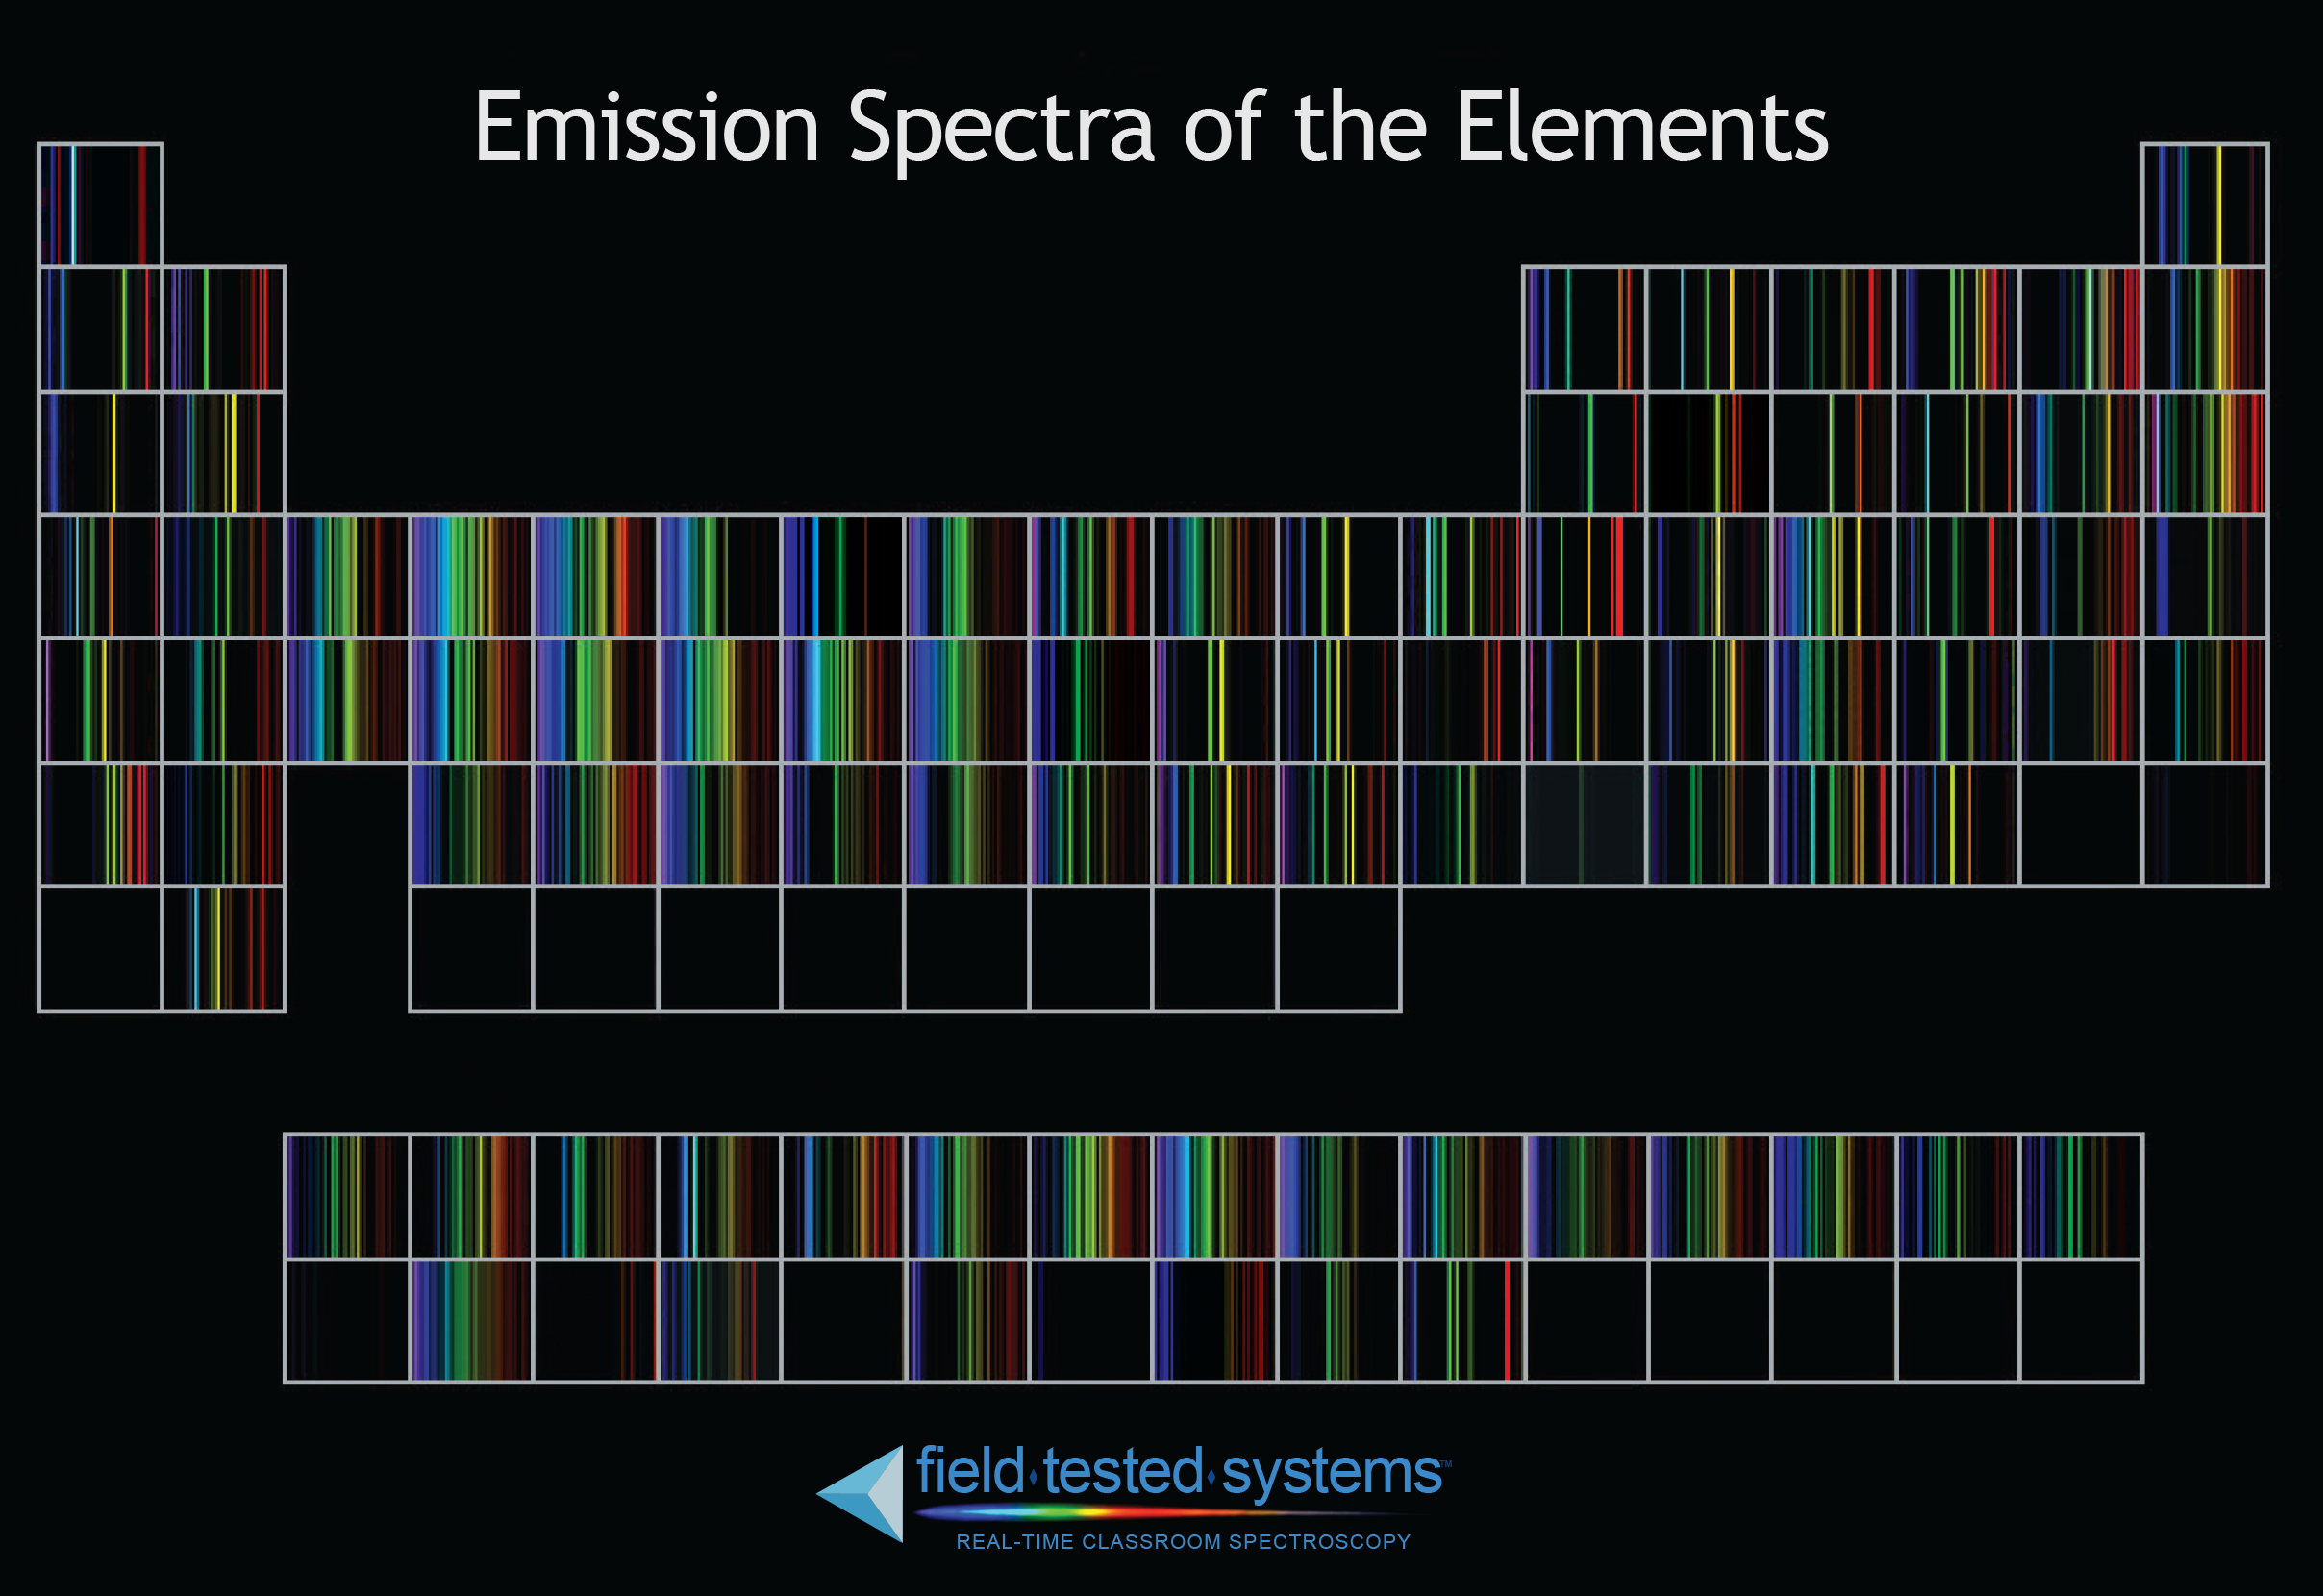 Emission Spectra of the Elements
field♦tested♦systems™
REAL-TIME CLASSROOM SPECTROSCOPY